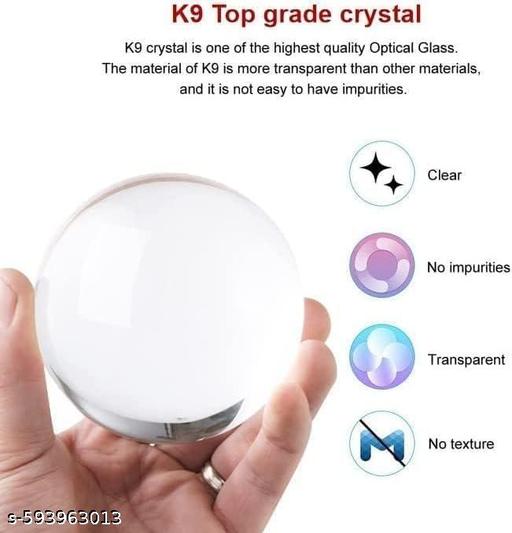 K9 Top grade crystal
K9 crystal is one of the highest quality Optical Glass.
The material of K9 is more transparent than other materials,
and it is not easy to have impurities.
Clear
No impurities
Transparent
No texture
s-593963013